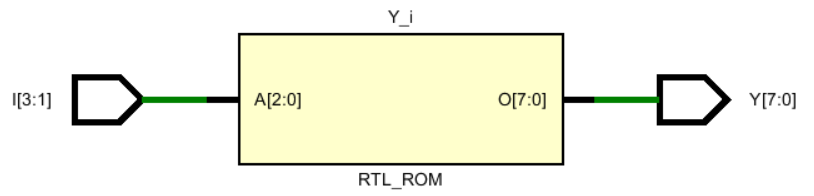 Y_i
I[3:1]
A[2:0]
O[7:0]
Y[7:0]
RTL_ROM